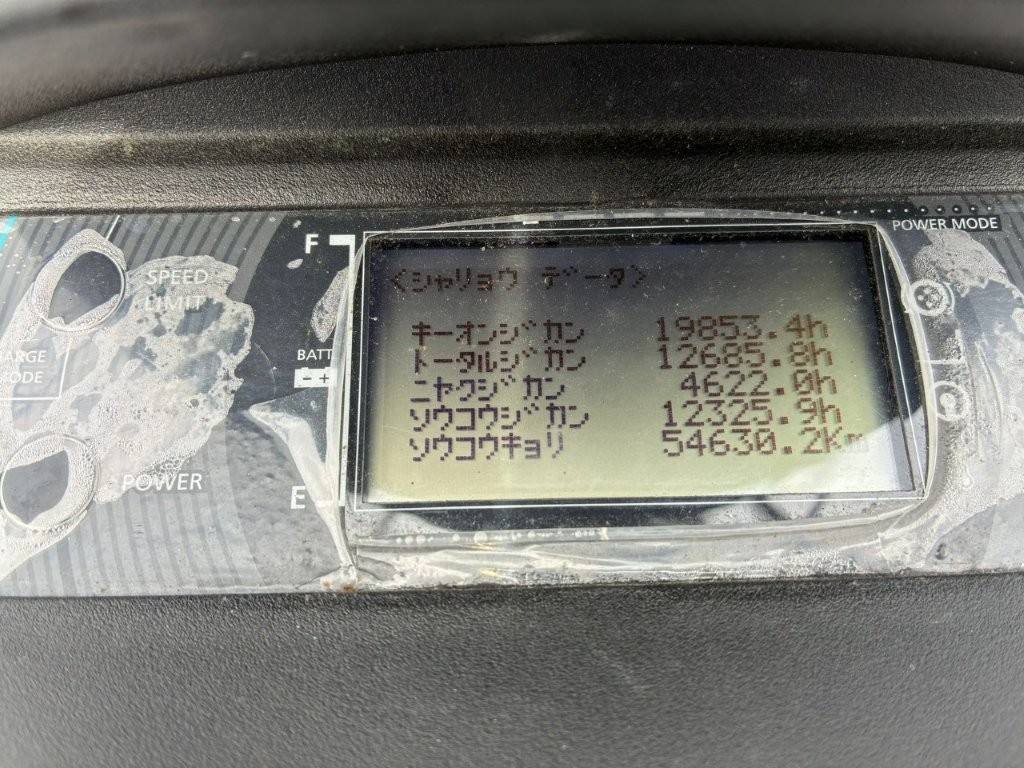 POWER MODE
F
SPEED
LIMIT
<シャリョウ データ>
キーオンジカン 19853.4h
トータルジカン 12685.8h
ニャクジカン 4622.0h
ソウコウジカン 12325.9h
ソウコウキョリ 54630.2Km
BATT
ARGE
ODE
POWER
E